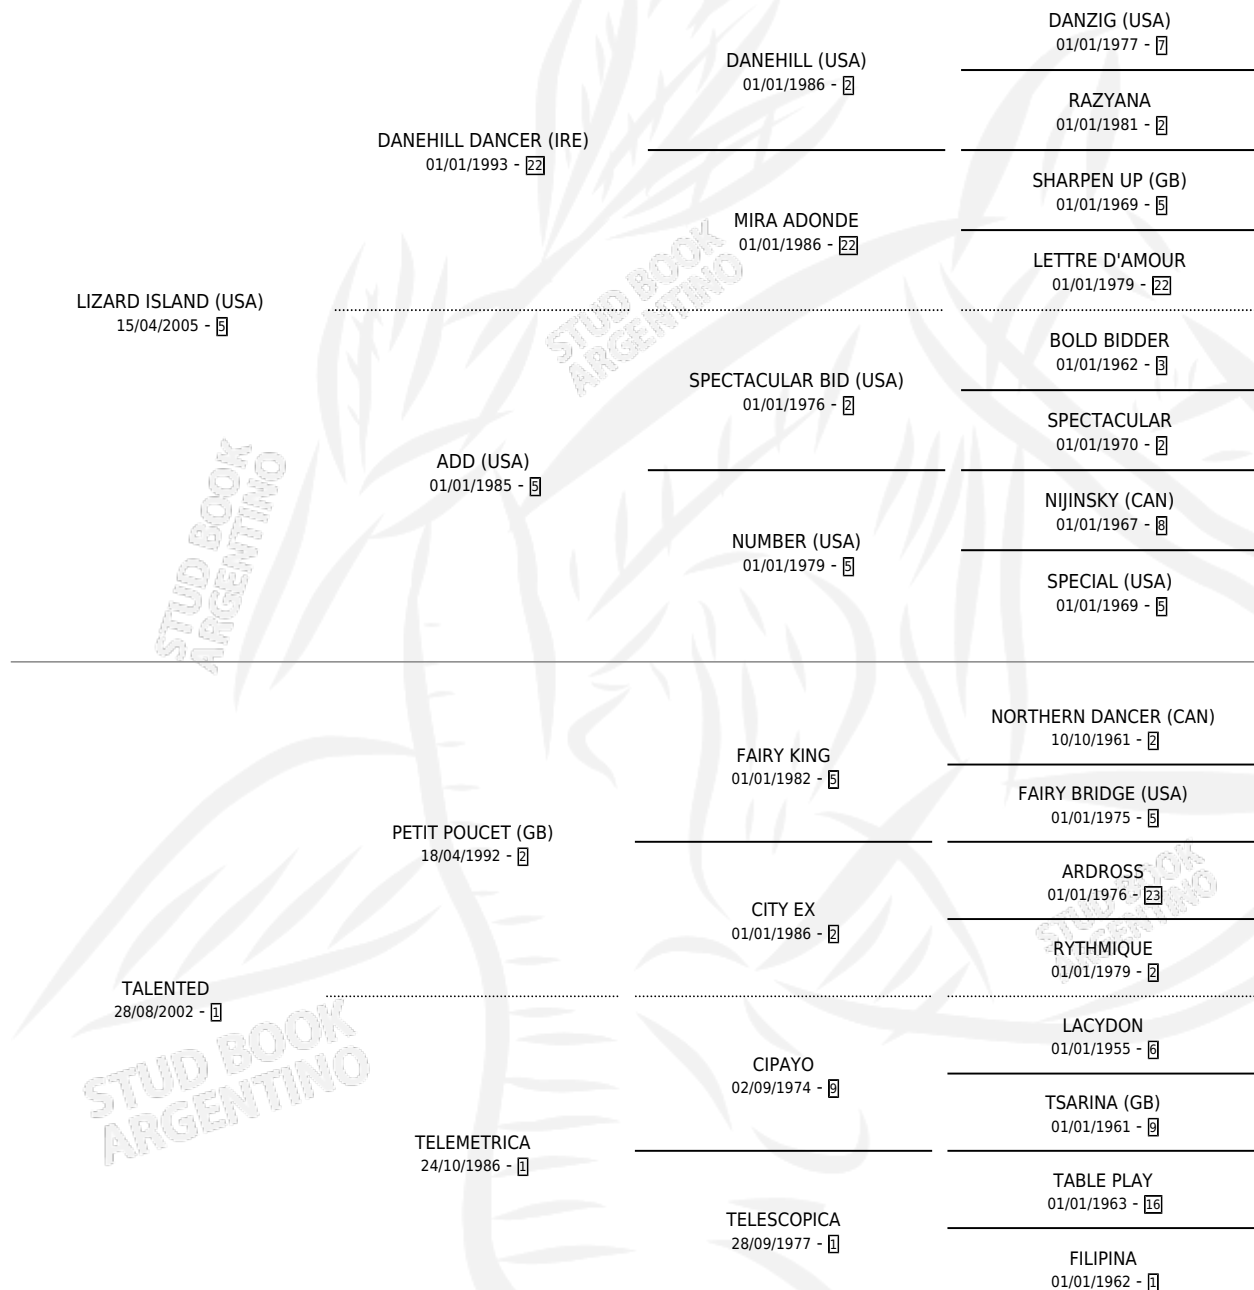 DANZIG (USA)
01/01/1977 - 7
DANEHILL (USA)
01/01/1986 - 2
RAZYANA
01/01/1981 - 2
DANEHILL DANCER (IRE)
01/01/1993 - 22
SHARPEN UP (GB)
01/01/1969 - 5
MIRA ADONDE
01/01/1986 - 22
LETTRE D'AMOUR
01/01/1979 - 22
LIZARD ISLAND (USA)
15/04/2005 - 5
STUD BOOK
ARGENTINO
BOLD BIDDER
01/01/1962 - 3
SPECTACULAR BID (USA)
01/01/1976 - 2
SPECTACULAR
01/01/1970 - 2
ADD (USA)
01/01/1985 - 5
NIJINSKY (CAN)
01/01/1967 - 8
NUMBER (USA)
01/01/1979 - 5
SPECIAL (USA)
01/01/1969 - 5
STUD BOOK
ARGENTINO
NORTHERN DANCER (CAN)
10/10/1961 - 2
FAIRY KING
01/01/1982 - 5
FAIRY BRIDGE (USA)
01/01/1975 - 5
PETIT POUCET (GB)
18/04/1992 - 2
ARDROSS
01/01/1976 - 23
CITY EX
01/01/1986 - 2
STUD BOOK
ARGENTINO
RYTHMIQUE
01/01/1979 - 2
TALENTED
28/08/2002 - 1
STUD BOOK
ARGENTINO
LACYDON
01/01/1955 - 6
CIPAYO
02/09/1974 - 9
TSARINA (GB)
01/01/1961 - 9
TELEMETRICA
24/10/1986 - 1
TABLE PLAY
01/01/1963 - 16
TELESCOPICA
28/09/1977 - 1
FILIPINA
01/01/1962 - 1